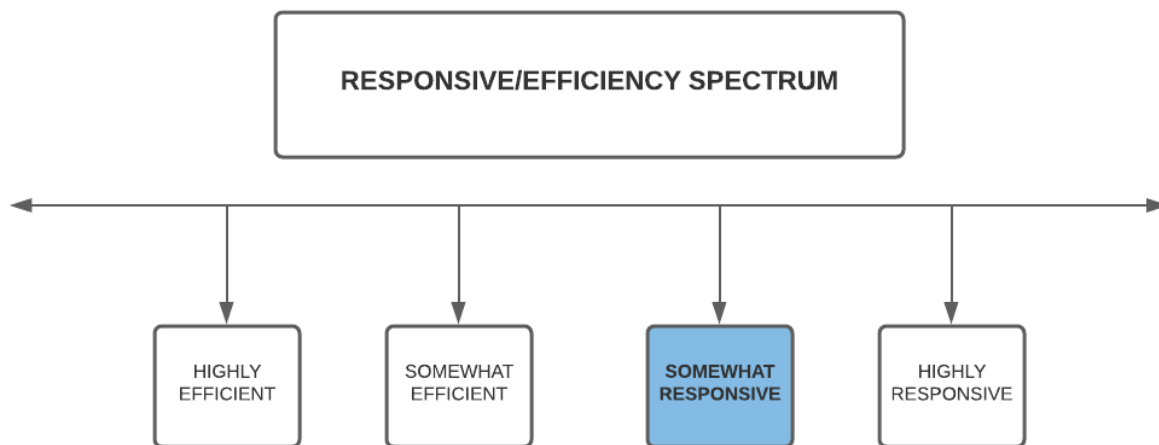 RESPONSIVE/EFFICIENCY SPECTRUM
HIGHLY
EFFICIENT
SOMEWHAT
EFFICIENT
SOMEWHAT
RESPONSIVE
HIGHLY
RESPONSIVE